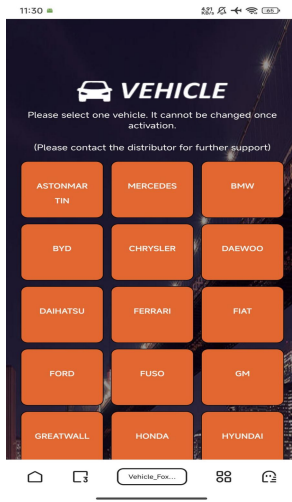 11:30
65
VEHICLE
Please select one vehicle. It cannot be changed once
activation.
(Please contact the distributor for further support)
ASTONMAR
TIN
MERCEDES
BMW
BYD
CHRYSLER
DAEWOO
DAIHATSU
FERRARI
FIAT
FORD
FUSO
GM
GREATWALL
HONDA
HYUNDAI
Vehicle_Fox...